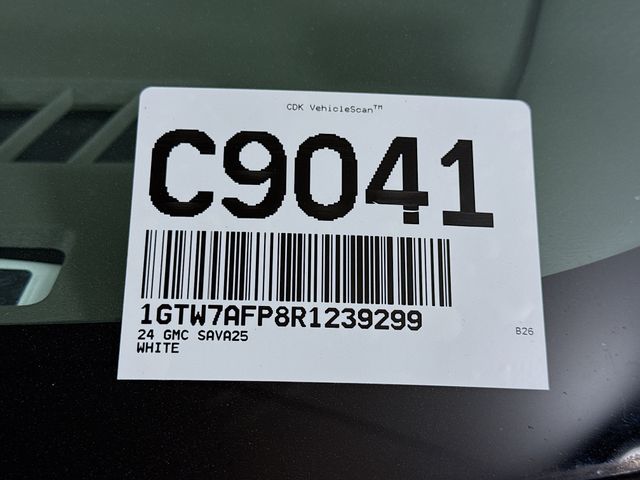 CDK VehicleScan™
C9041
1GTW7AFP8R1239299
24 GMC SAVA25
WHITE
B26